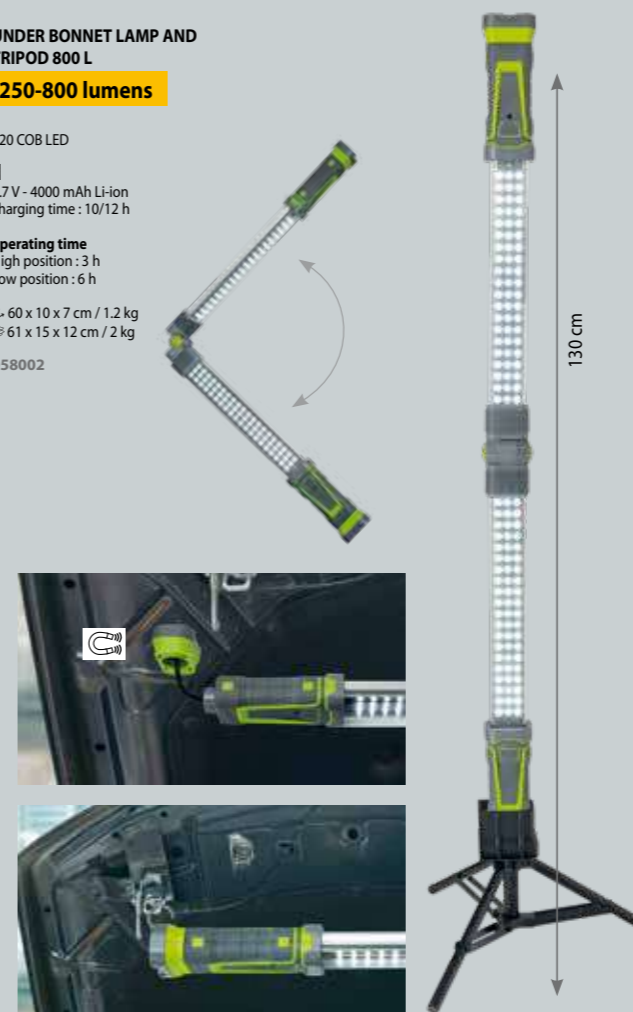 UNDER BONNET LAMP AND
TRIPOD 800 L
250-800 lumens
20 COB LED
.7 V - 4000 mAh Li-ion
harging time : 10/12 h
perating time
igh position : 3 h
ow position : 6 h
60 x 10 x 7 cm / 1.2 kg
61 x 15 x 12 cm / 2 kg
58002
130 cm